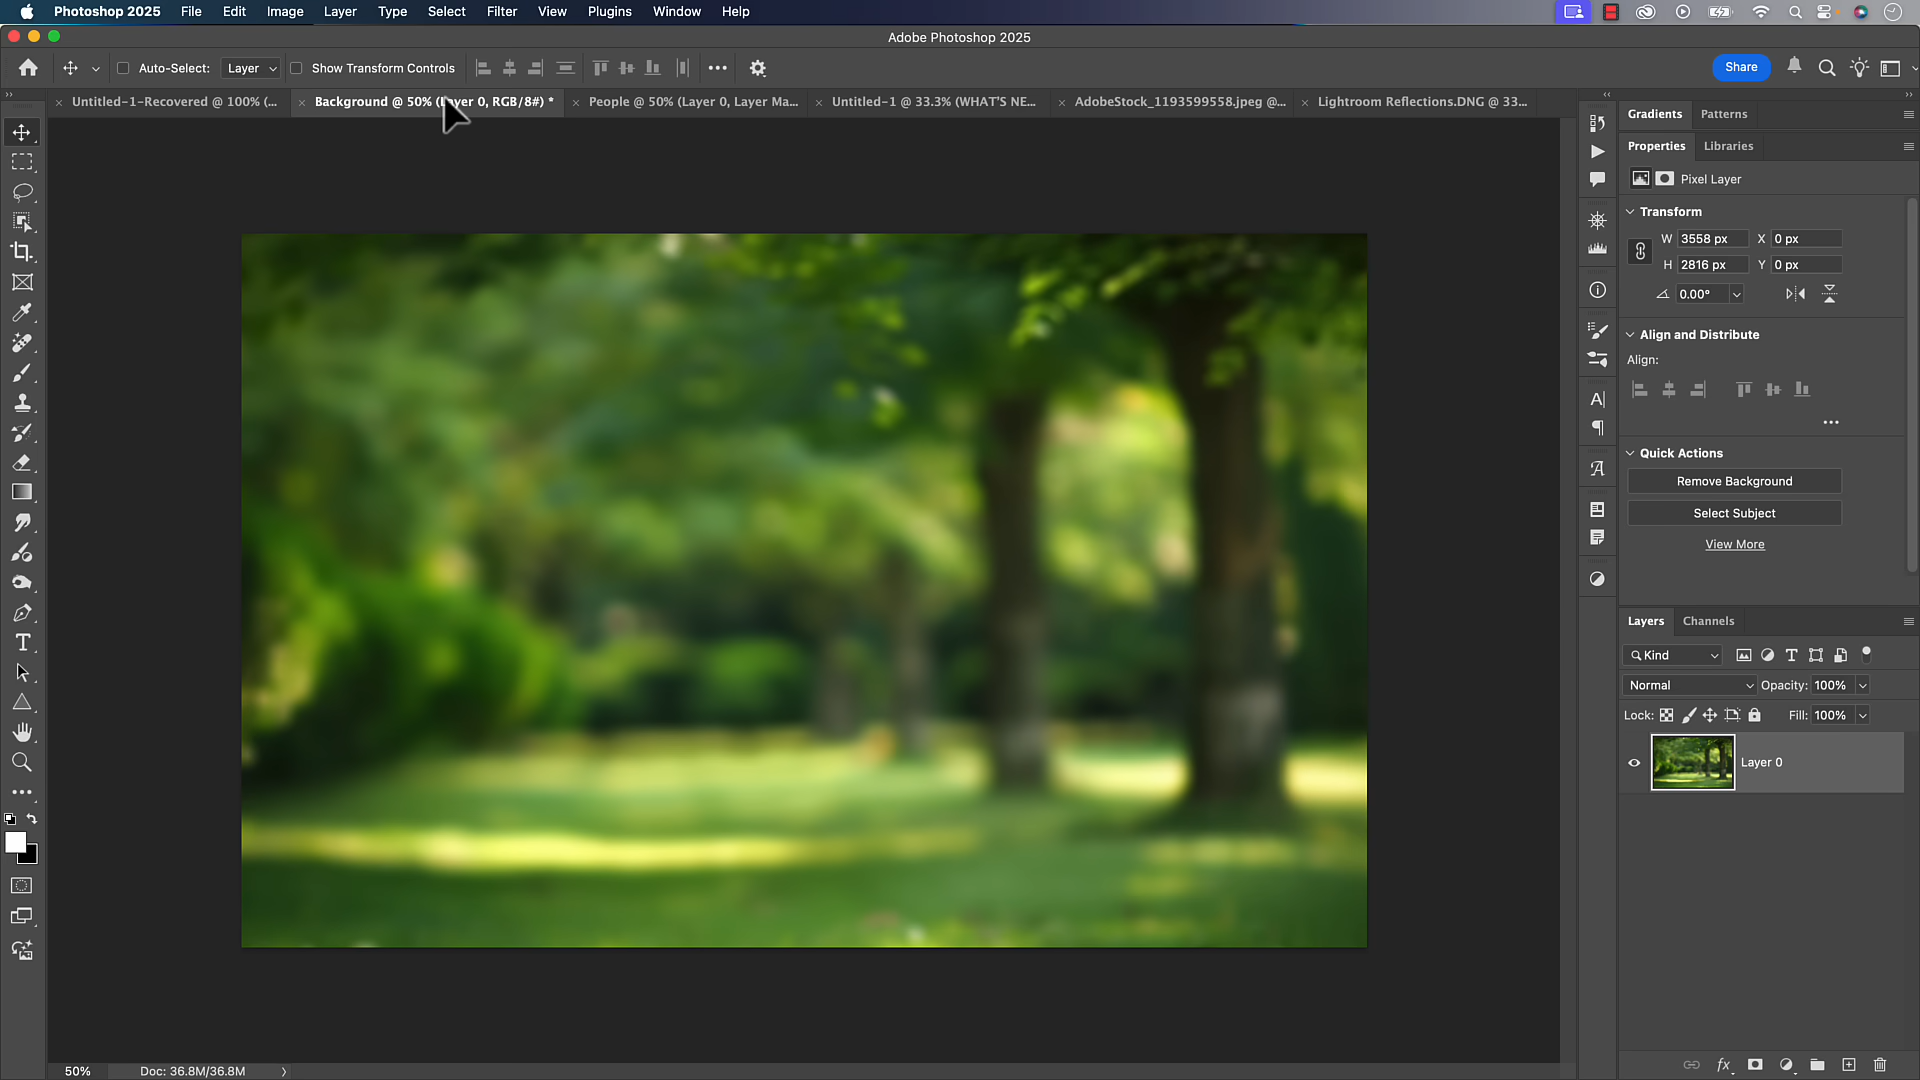 Photoshop 2025 File Edit Image Layer Type Select Filter View Plugins Window Help
Adobe Photoshop 2025
Auto-Select: Layer Show Transform Controls Share
Untitled-1-Recovered @ 100% (... Background @ 50% (Layer 0, RGB/8#) * People @ 50% (Layer 0, Layer Ma... Untitled-1 @ 33.3% (WHAT'S NE... AdobeStock_1193599558.jpeg @... Lightroom Reflections.DNG @ 33...
Gradients Patterns
Properties Libraries
Pixel Layer
Transform
W 3558 px X 0 px
H 2816 px Y 0 px
0.00°
Align and Distribute
Align:
Quick Actions
Remove Background
Select Subject
View More
Layers Channels
Kind
Normal Opacity: 100%
Lock: Fill: 100%
Layer 0
fx
50% Doc: 36.8M/36.8M